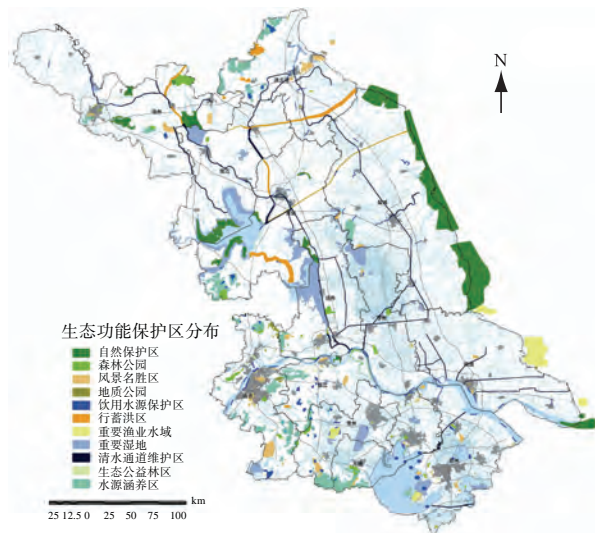 N
生态功能保护区分布
自然保护区
森林公园
风景名胜区
地质公园
饮用水源保护区
行蓄洪区
重要渔业水域
重要湿地
清水通道维护区
生态公益林区
水源涵养区
km
25 12.5 0 25 50 75 100